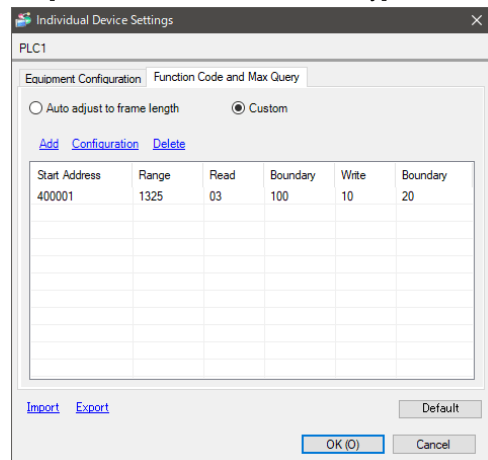 Individual Device Settings
PLC1
Equipment Configuration Function Code and Max Query
Auto adjust to frame length Custom
Add Configuration Delete
Start Address Range Read Boundary Write Boundary
400001 1325 03 100 10 20
Import Export Default
OK (O) Cancel